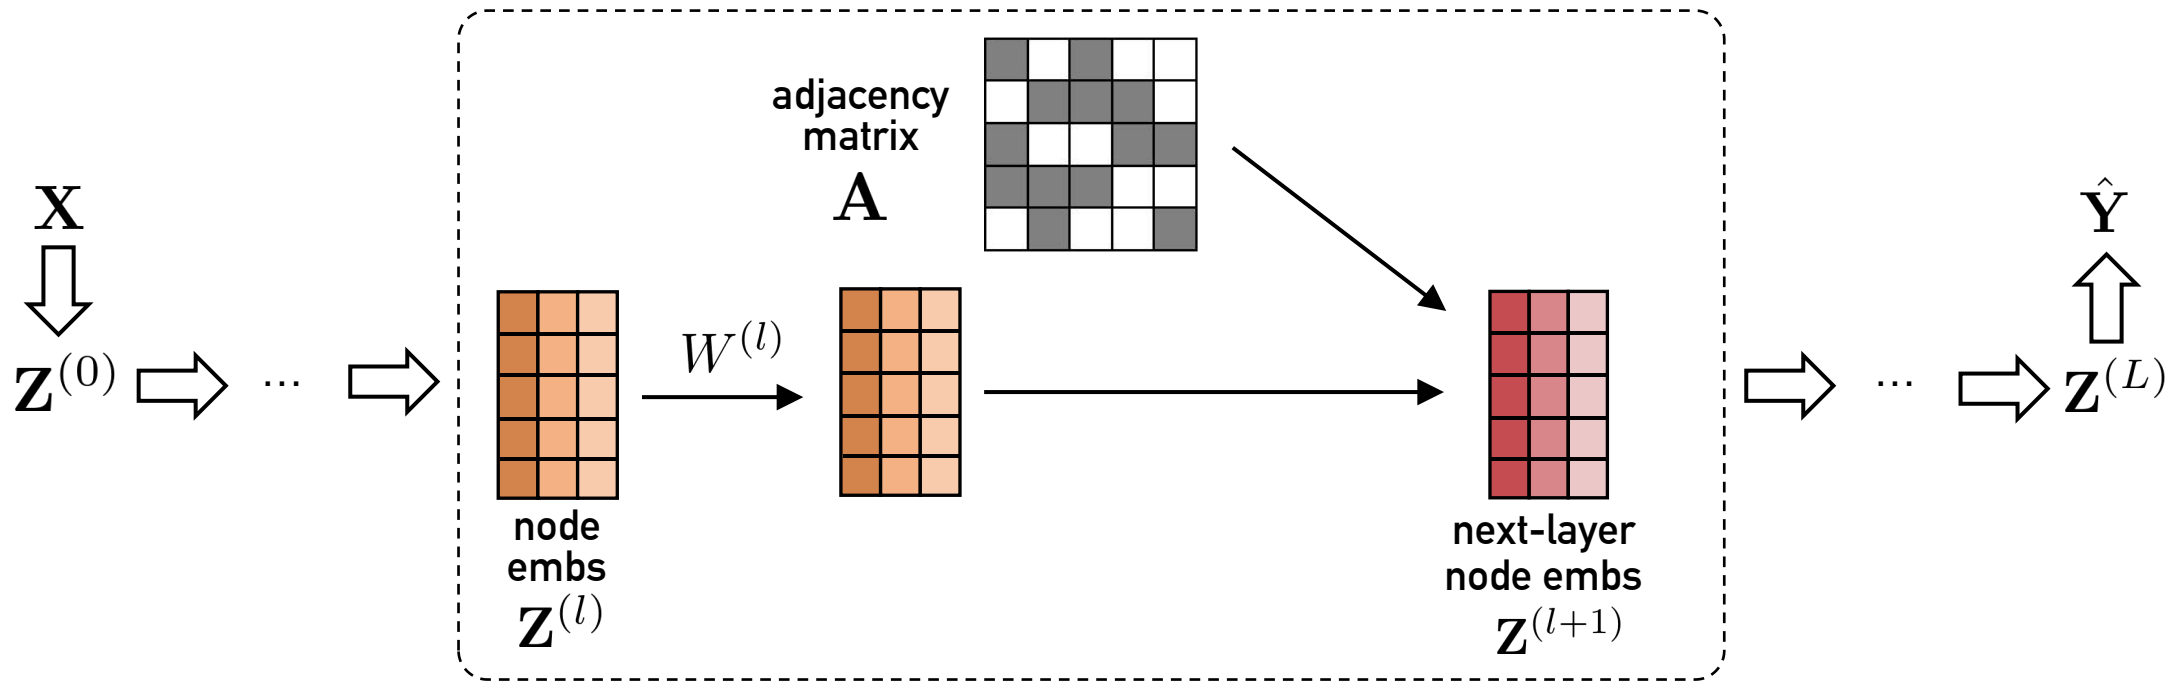 X
Z^(0)
...
adjacency
matrix
A
node
embs
Z^(l)
W^(l)
next-layer
node embs
Z^(l+1)
...
Z^(L)
Ŷ